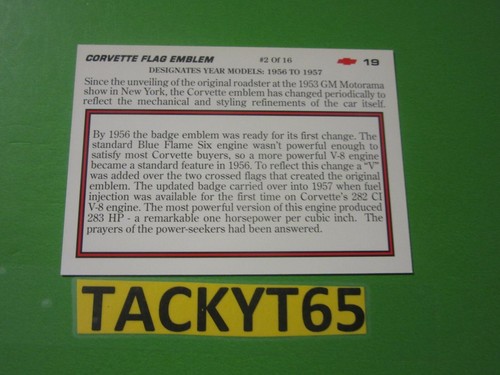 CORVETTE FLAG EMBLEM #2 Of 16 19
DESIGNATES YEAR MODELS: 1956 TO 1957
Since the unveiling of the original roadster at the 1953 GM Motorama
show in New York, the Corvette emblem has changed periodically to
reflect the mechanical and styling refinements of the car itself.
By 1956 the badge emblem was ready for its first change. The
standard Blue Flame Six engine wasn't powerful enough to
satisfy most Corvette buyers, so a more powerful V-8 engine
became a standard feature in 1956. To reflect this change a "V"
was added over the two crossed flags that created the original
emblem. The updated badge carried over into 1957 when fuel
injection was available for the first time on Corvette's 282 CI
V-8 engine. The most powerful version of this engine produced
283 HP - a remarkable one horsepower per cubic inch. The
prayers of the power-seekers had been answered.
TACKYT65